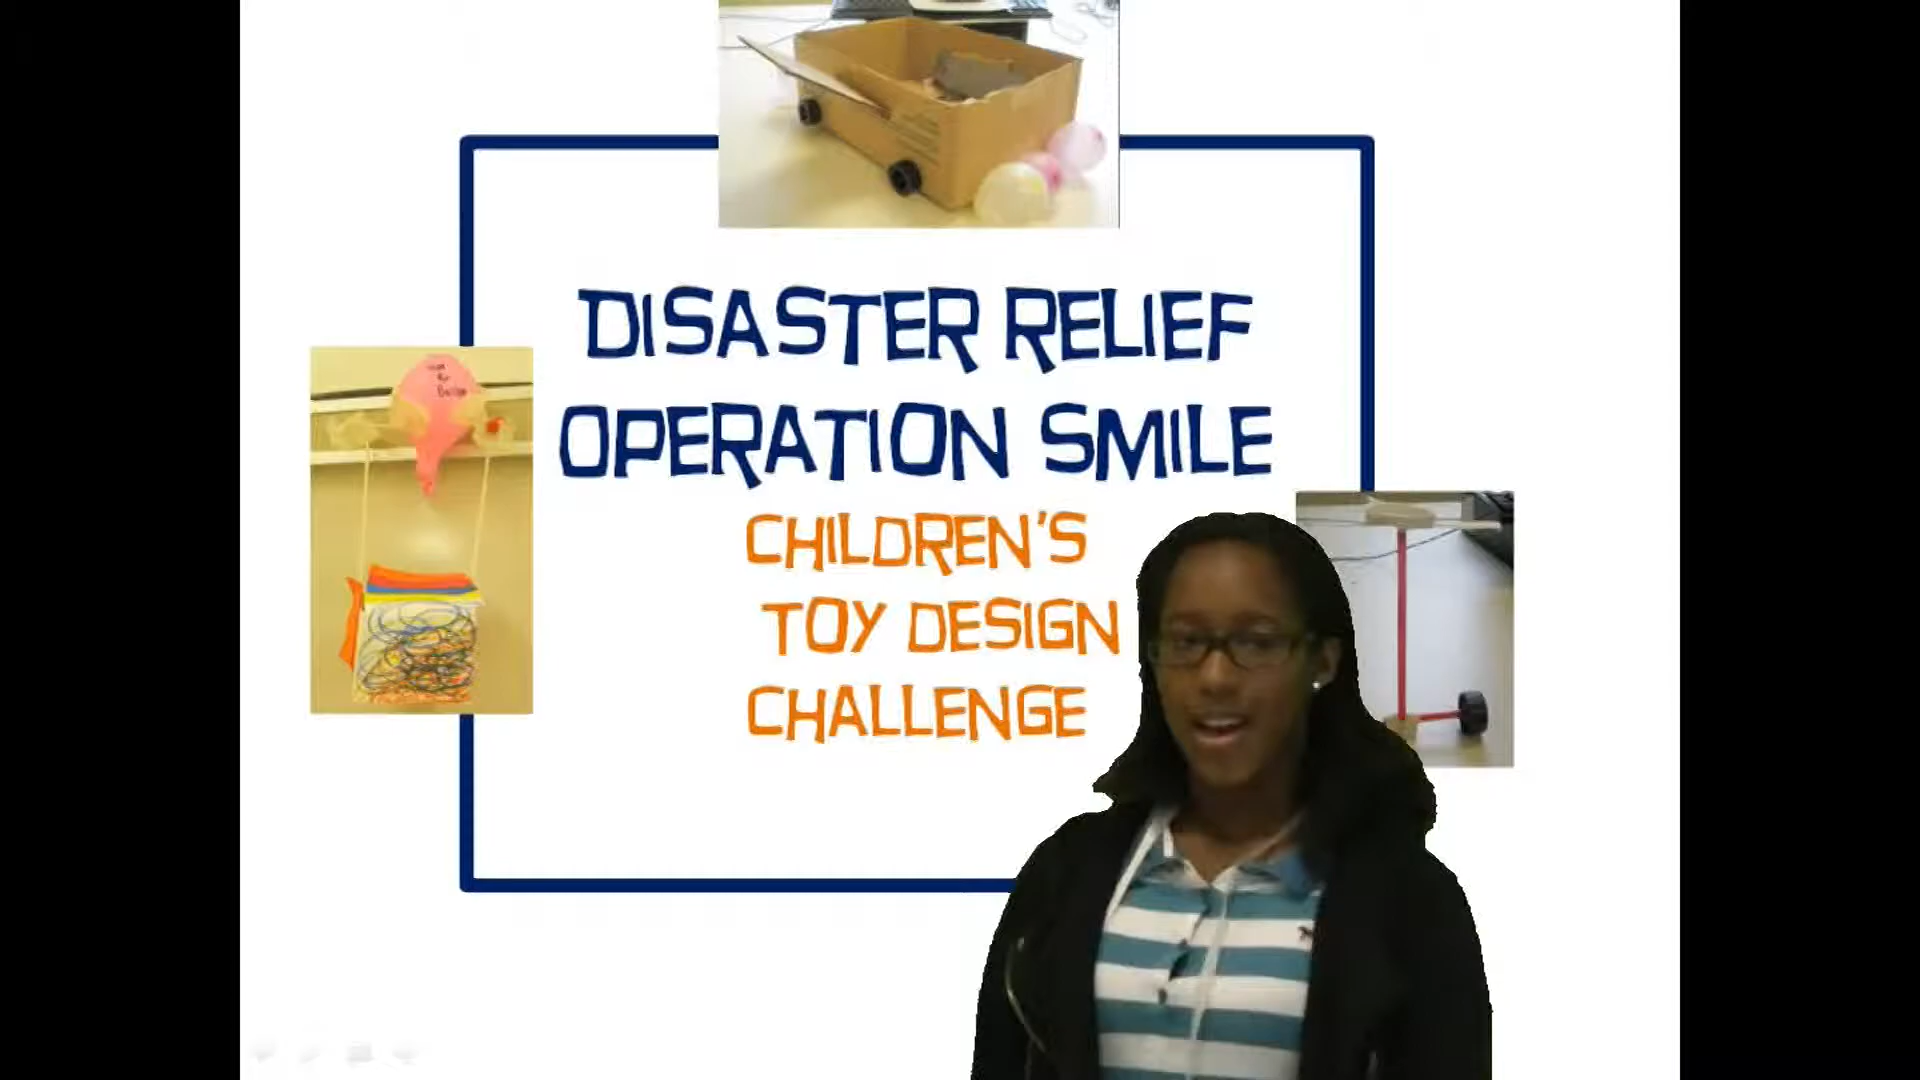 DISASTER RELIEF
OPERATION SMILE
CHILDREN'S
TOY DESIGN
CHALLENGE